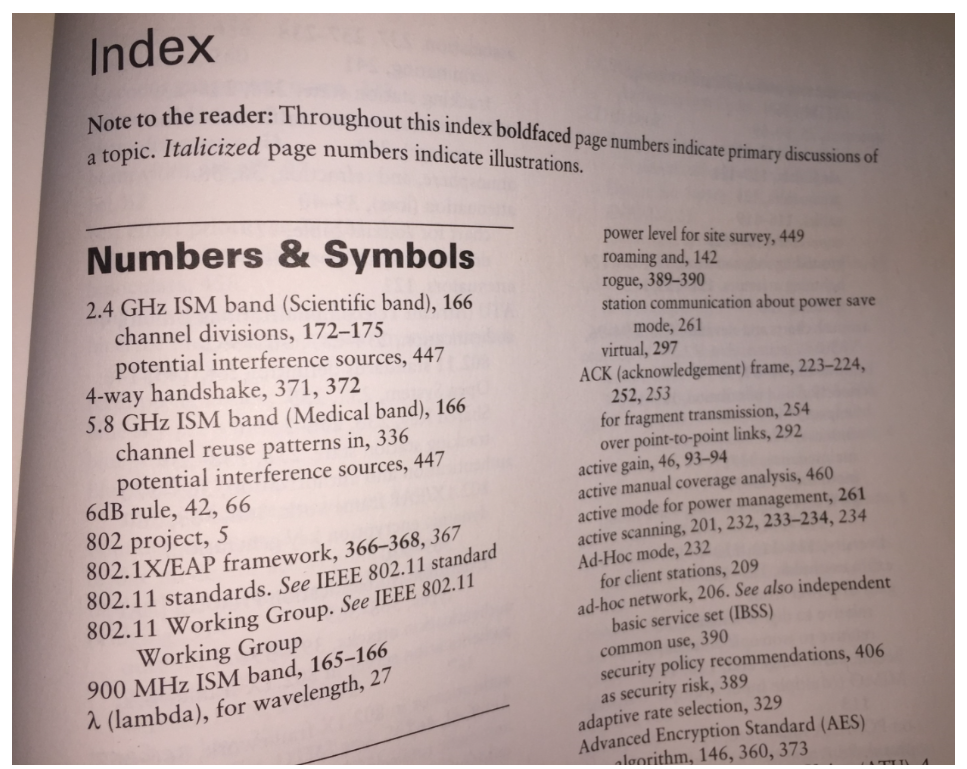 Index
Note to the reader: Throughout this index boldfaced page numbers indicate primary discussions of
a topic. Italicized page numbers indicate illustrations.
Numbers & Symbols
2.4 GHz ISM band (Scientific band), 166
channel divisions, 172–175
potential interference sources, 447
4-way handshake, 371, 372
5.8 GHz ISM band (Medical band), 166
channel reuse patterns in, 336
potential interference sources, 447
6dB rule, 42, 66
802 project, 5
802.1X/EAP framework, 366–368, 367
802.11 standards. See IEEE 802.11 standard
802.11 Working Group. See IEEE 802.11
Working Group
900 MHz ISM band, 165–166
λ (lambda), for wavelength, 27
power level for site survey, 449
roaming and, 142
rogue, 389–390
station communication about power save
mode, 261
virtual, 297
ACK (acknowledgement) frame, 223–224,
252, 253
for fragment transmission, 254
over point-to-point links, 292
active gain, 46, 93–94
active manual coverage analysis, 460
active mode for power management, 261
active scanning, 201, 232, 233–234, 234
Ad-Hoc mode, 232
for client stations, 209
ad-hoc network, 206. See also independent
basic service set (IBSS)
common use, 390
security policy recommendations, 406
as security risk, 389
adaptive rate selection, 329
Advanced Encryption Standard (AES)
algorithm, 146, 360, 373